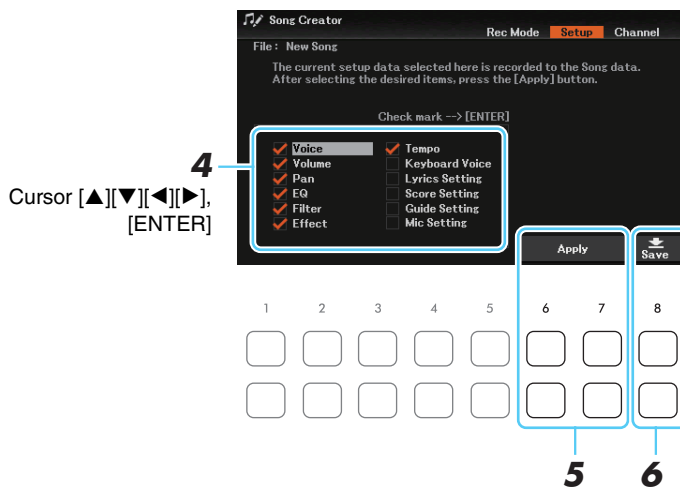 Song Creator
Rec Mode Setup Channel
File : New Song
The current setup data selected here is recorded to the Song data.
After selecting the desired items, press the [Apply] button.
Check mark --> [ENTER]
Voice Tempo
Volume Keyboard Voice
Pan Lyrics Setting
EQ Score Setting
Filter Guide Setting
Effect Mic Setting
4
Cursor [▲][▼][◀][▶],
[ENTER]
Apply Save
1 2 3 4 5 6 7 8
5 6